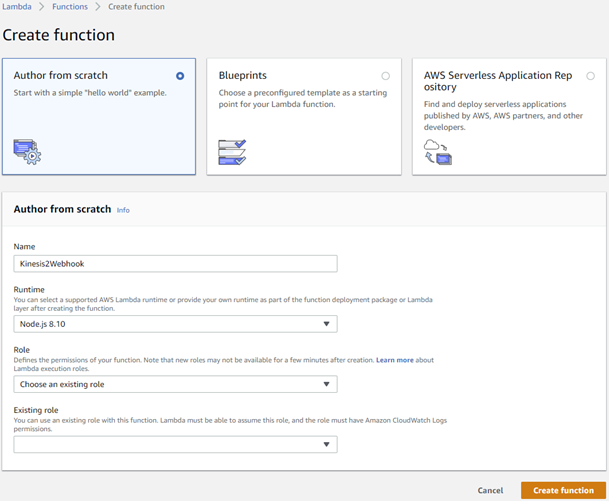 Lambda > Functions > Create function
Create function
Author from scratch
Start with a simple "hello world" example.
Blueprints
Choose a preconfigured template as a starting
point for your Lambda function.
AWS Serverless Application Rep
ository
Find and deploy serverless applications
published by AWS, AWS partners, and other
developers.
Author from scratch Info
Name
Kinesis2Webhook
Runtime
You can select a supported AWS Lambda runtime or provide your own runtime as part of the function deployment package or Lambda
layer after creating the function.
Node.js 8.10
Role
Defines the permissions of your function. Note that new roles may not be available for a few minutes after creation. Learn more about
Lambda execution roles.
Choose an existing role
Existing role
You can use an existing role with this function. Lambda must be able to assume this role, and the role must have Amazon CloudWatch Logs
permissions.
Cancel Create function